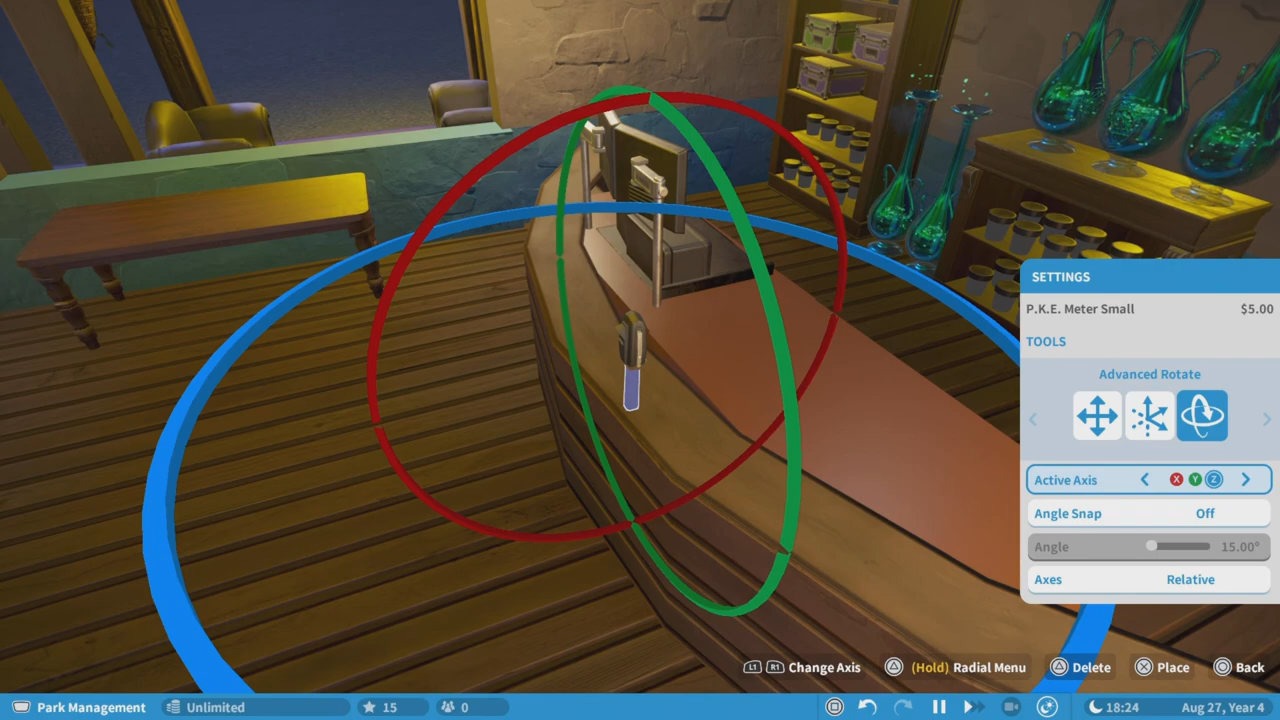 SETTINGS
P.K.E. Meter Small $5.00
TOOLS
Advanced Rotate
Active Axis X Y Z
Angle Snap Off
Angle 15.00°
Axes Relative
L1 R1 Change Axis (Hold) Radial Menu Delete Place Back
Park Management Unlimited 15 0 18:24 Aug 27, Year 4